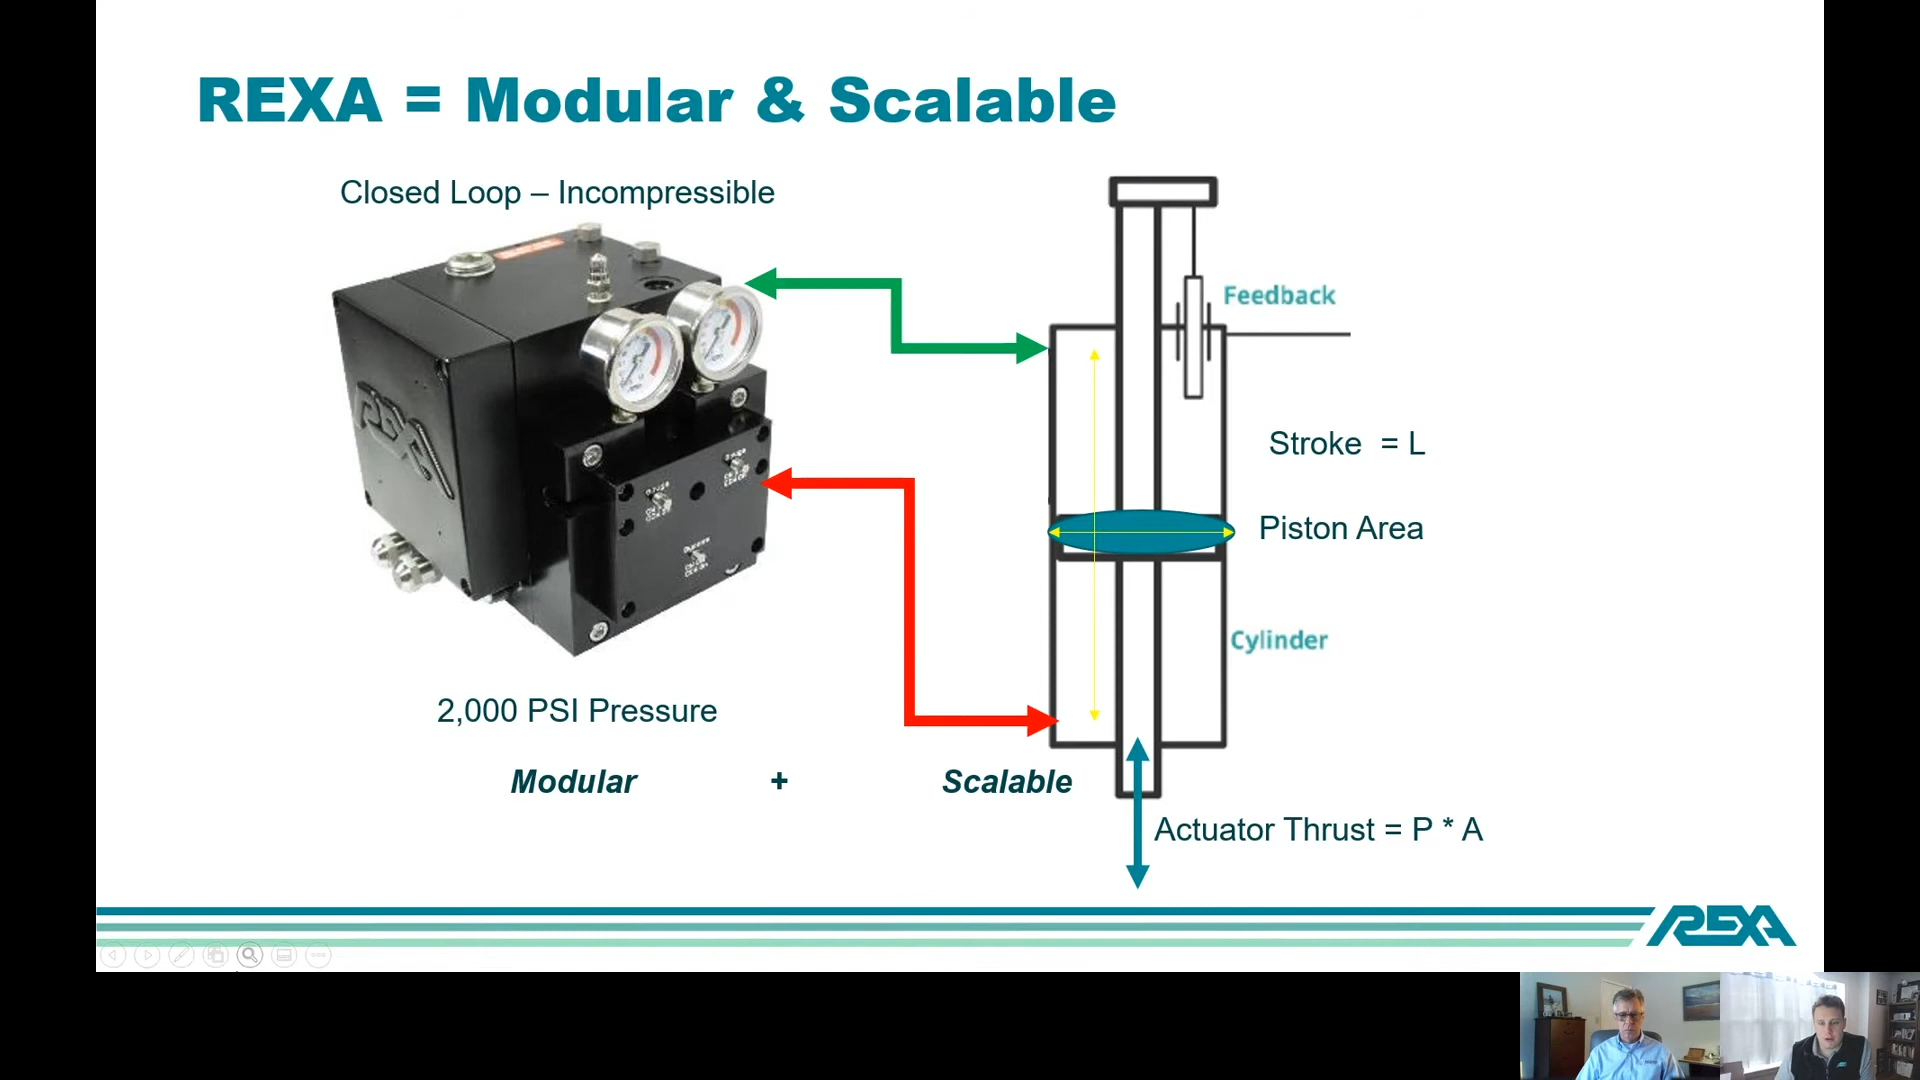 REXA = Modular & Scalable
Closed Loop – Incompressible
REXA
Feedback
Stroke = L
Piston Area
Cylinder
2,000 PSI Pressure
Modular + Scalable
Actuator Thrust = P * A
REXA